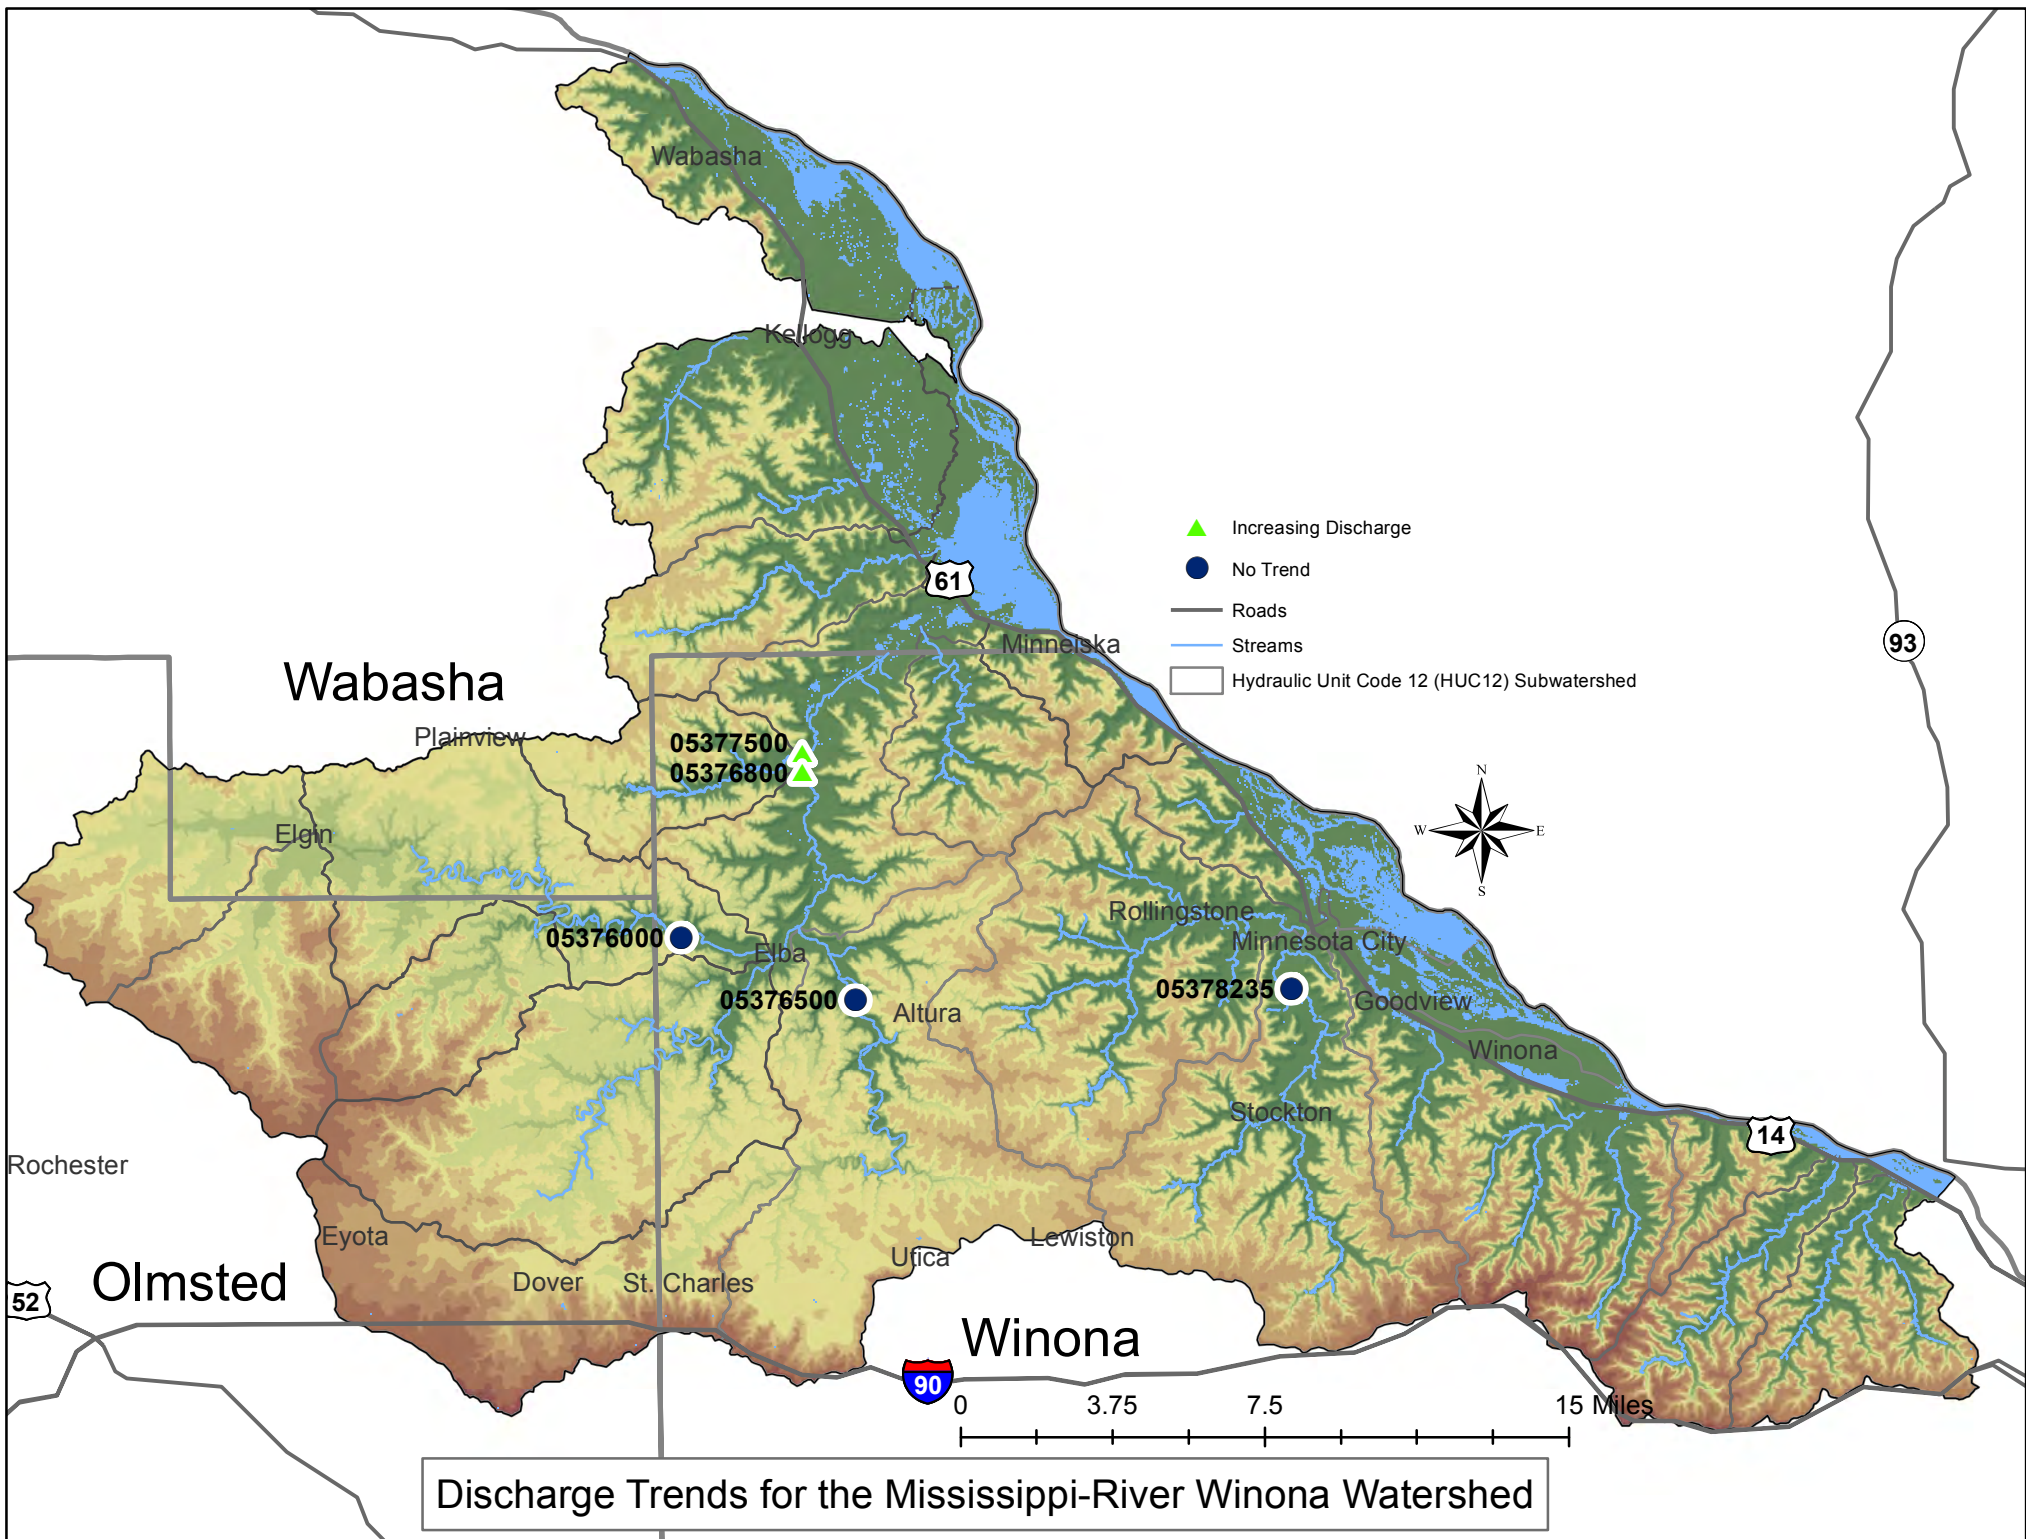 Wabasha
Kellogg
Increasing Discharge
No Trend
Roads
Streams
Hydraulic Unit Code 12 (HUC12) Subwatershed
61
93
Minneiska
Wabasha
Plainview
05377500
05376800
N
W
E
S
Elgin
Rollingstone
05376000
Elba
Minnesota City
05376500
Altura
05378235
Goodview
Winona
Stockton
14
Rochester
Eyota
Utica
Lewiston
Olmsted
Dover
St. Charles
52
Winona
90
0
3.75
7.5
15 Miles
Discharge Trends for the Mississippi-River Winona Watershed